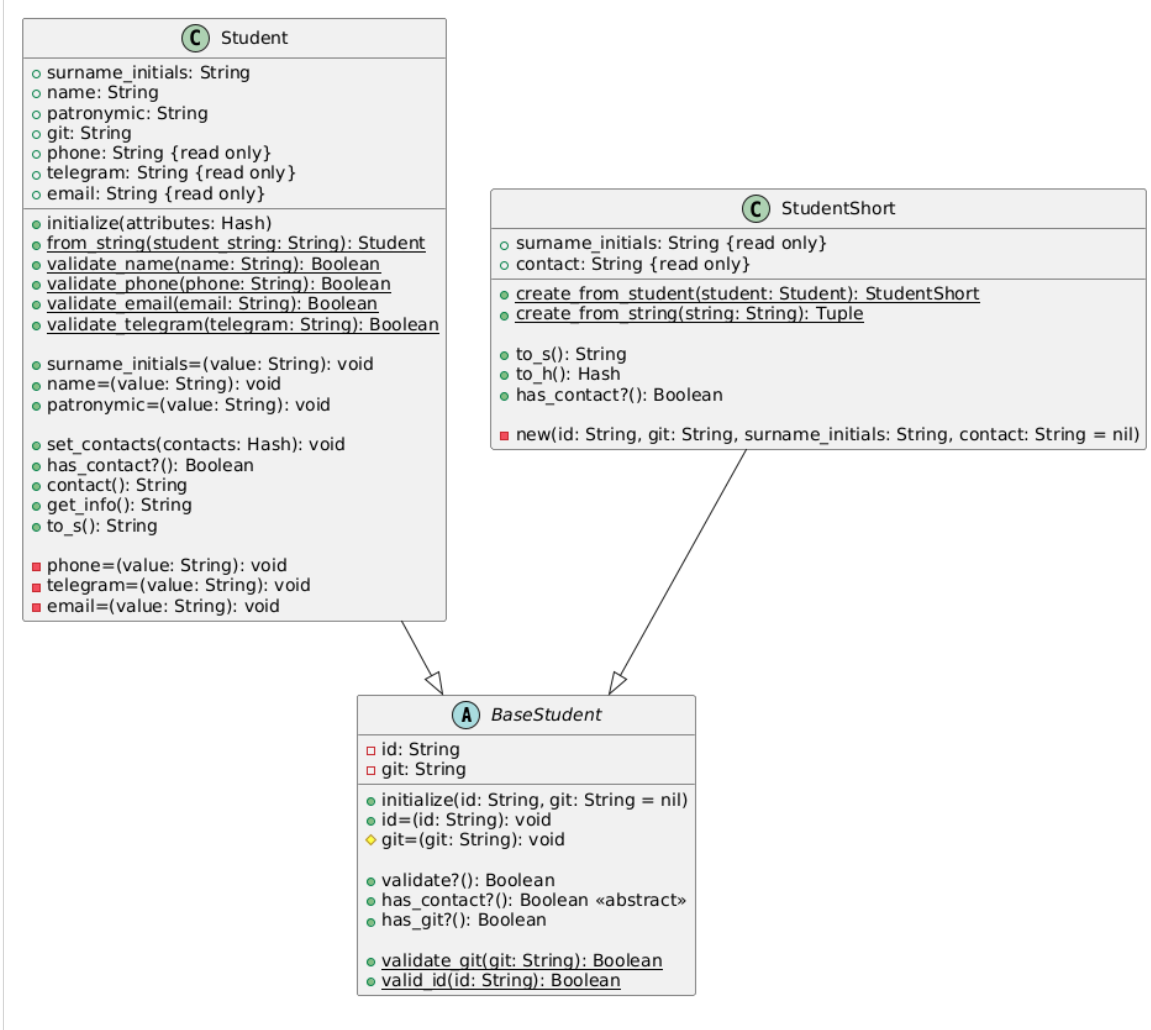 C Student
surname_initials: String
name: String
patronymic: String
git: String
phone: String {read only}
telegram: String {read only}
email: String {read only}
initialize(attributes: Hash)
from_string(student_string: String): Student
validate_name(name: String): Boolean
validate_phone(phone: String): Boolean
validate_email(email: String): Boolean
validate_telegram(telegram: String): Boolean
surname_initials=(value: String): void
name=(value: String): void
patronymic=(value: String): void
set_contacts(contacts: Hash): void
has_contact?(): Boolean
contact(): String
get_info(): String
to_s(): String
phone=(value: String): void
telegram=(value: String): void
email=(value: String): void
C StudentShort
surname_initials: String {read only}
contact: String {read only}
create_from_student(student: Student): StudentShort
create_from_string(string: String): Tuple
to_s(): String
to_h(): Hash
has_contact?(): Boolean
new(id: String, git: String, surname_initials: String, contact: String = nil)
A BaseStudent
id: String
git: String
initialize(id: String, git: String = nil)
id=(id: String): void
git=(git: String): void
validate?(): Boolean
has_contact?(): Boolean «abstract»
has_git?(): Boolean
validate_git(git: String): Boolean
valid_id(id: String): Boolean